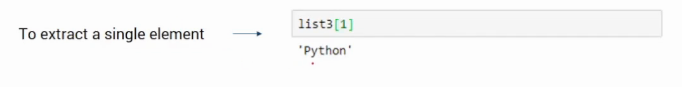 To extract a single element
list3[1]
'Python'